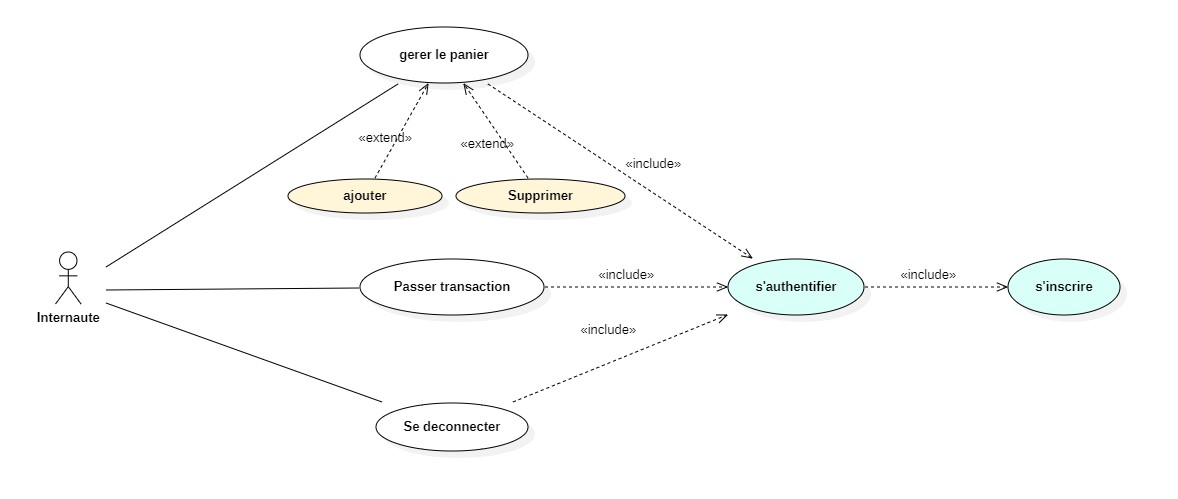 gerer le panier
«extend»
«extend»
«include»
ajouter
Supprimer
Internaute
Passer transaction
«include»
s'authentifier
«include»
s'inscrire
«include»
Se deconnecter